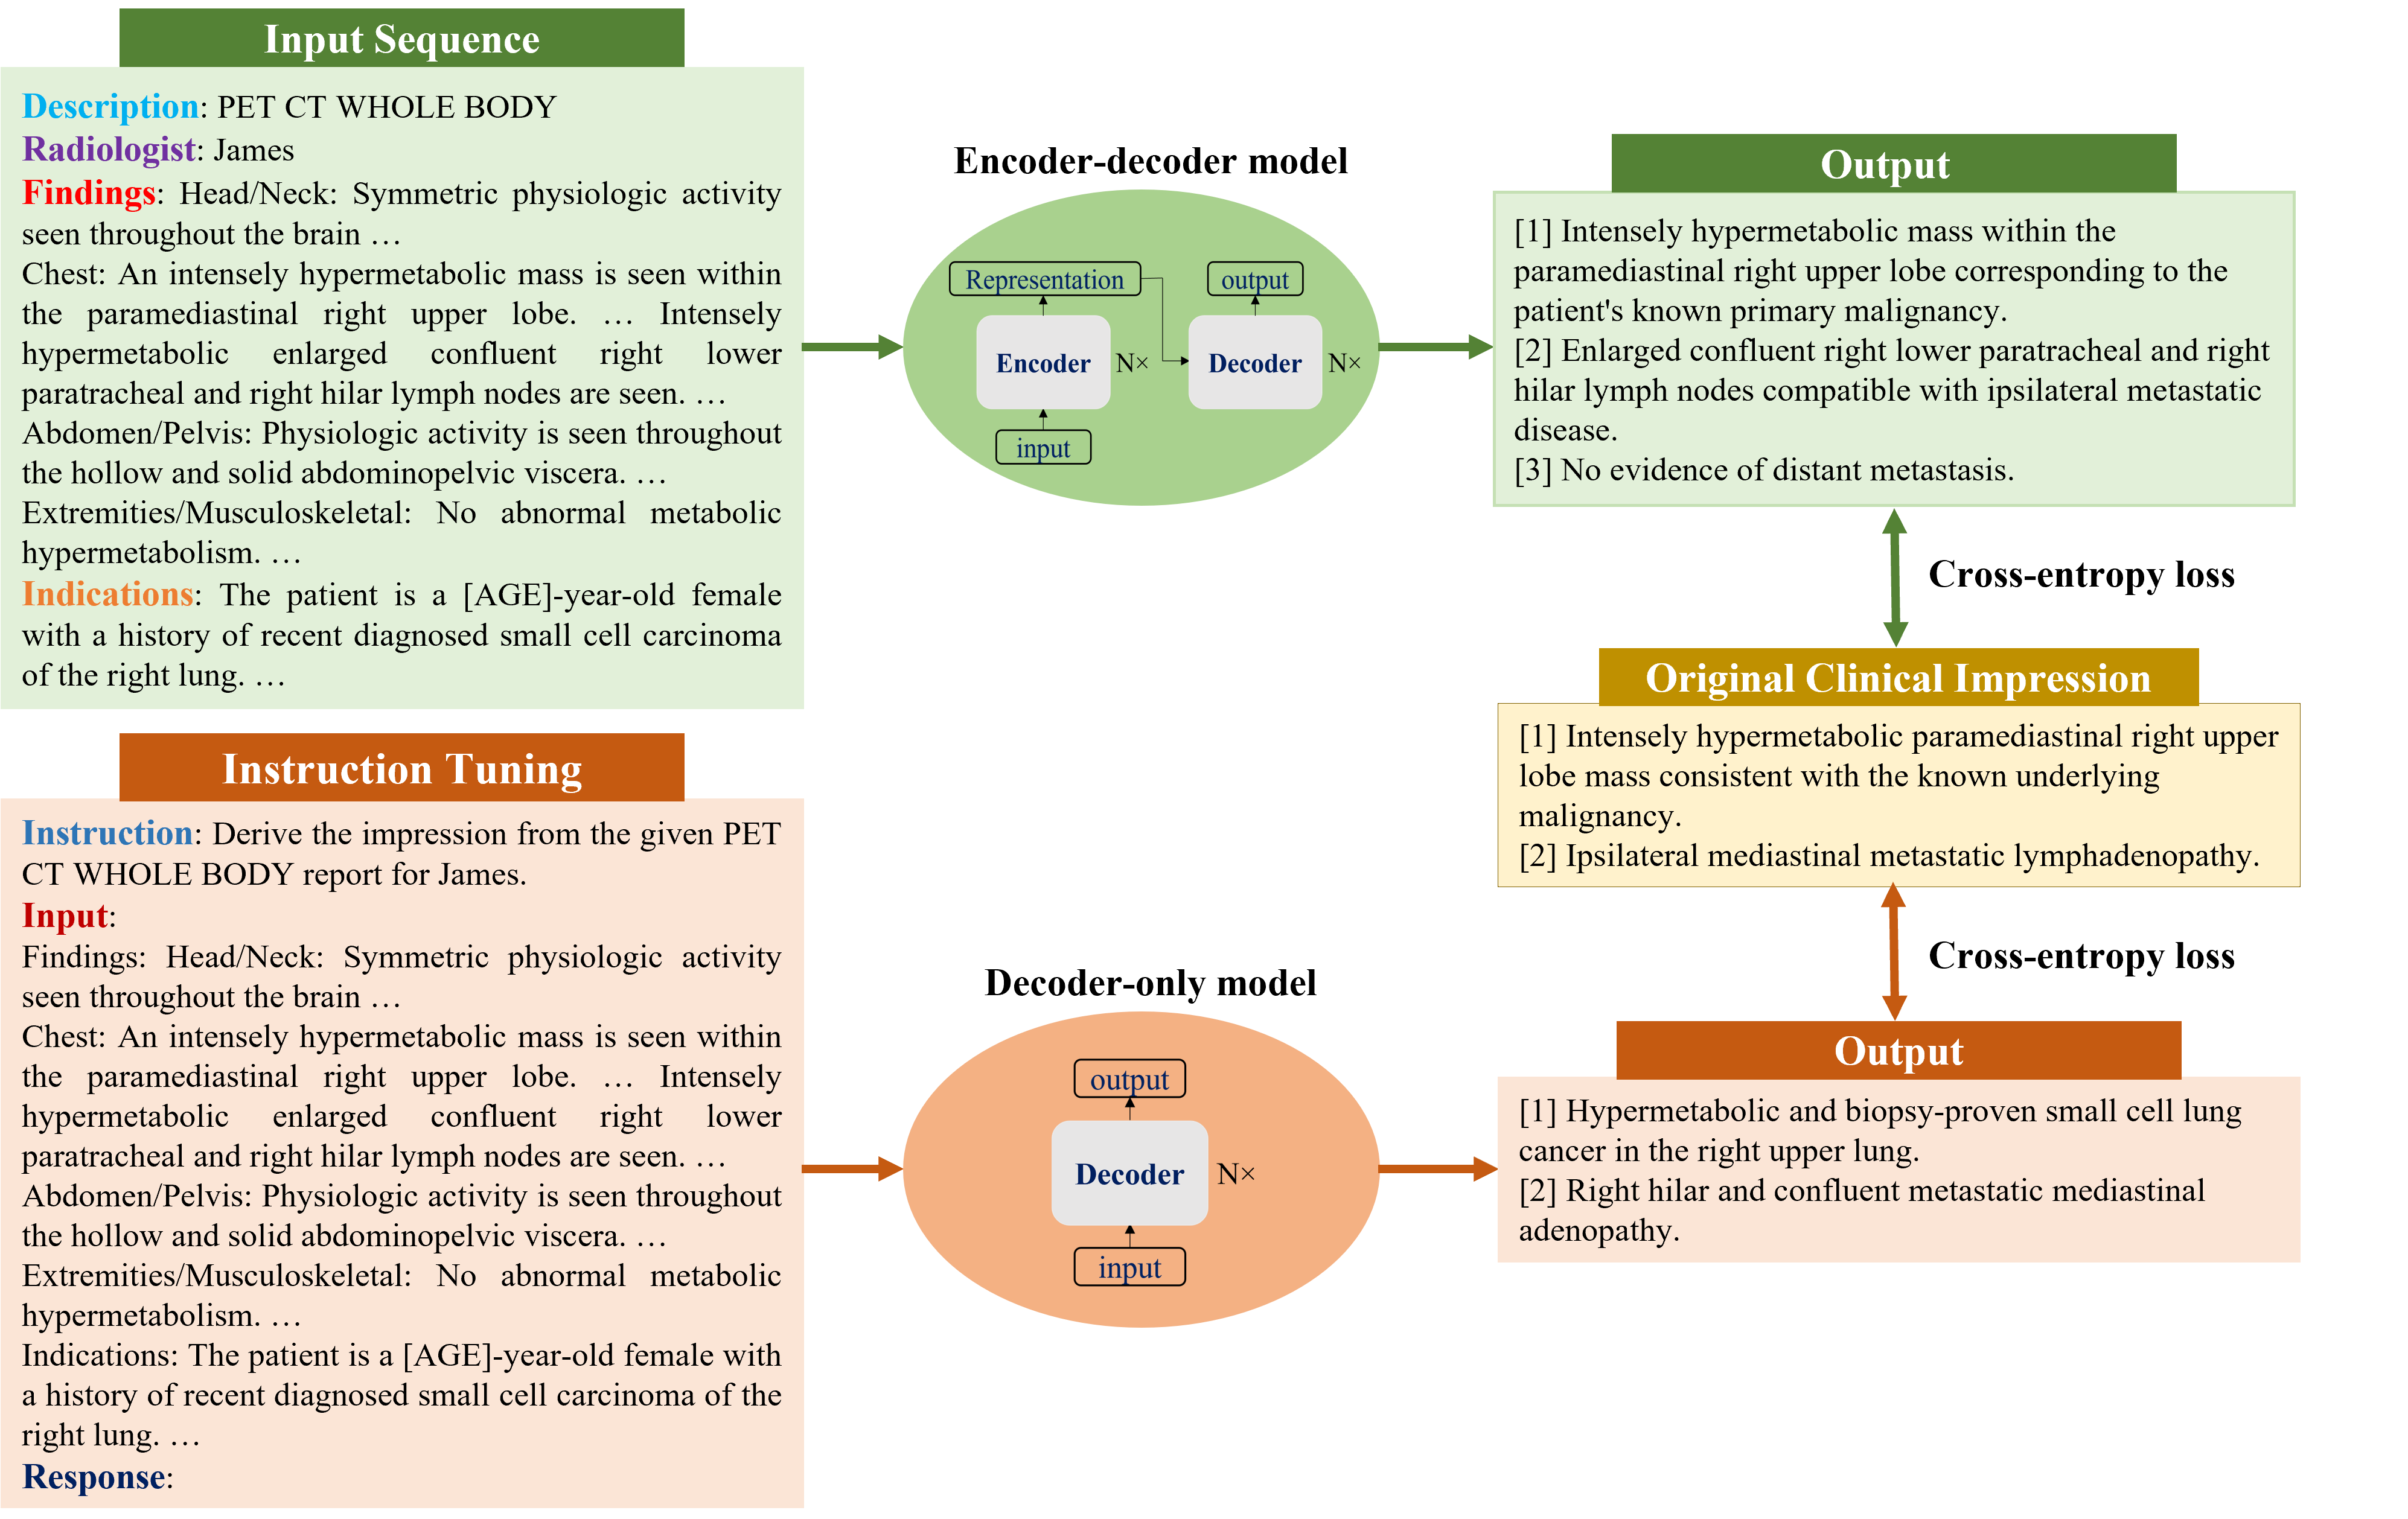 Input Sequence
Description: PET CT WHOLE BODY
Radiologist: James
Findings: Head/Neck: Symmetric physiologic activity
seen throughout the brain …
Chest: An intensely hypermetabolic mass is seen within
the paramediastinal right upper lobe. … Intensely
hypermetabolic enlarged confluent right lower
paratracheal and right hilar lymph nodes are seen. …
Abdomen/Pelvis: Physiologic activity is seen throughout
the hollow and solid abdominopelvic viscera. …
Extremities/Musculoskeletal: No abnormal metabolic
hypermetabolism. …
Indications: The patient is a [AGE]-year-old female
with a history of recent diagnosed small cell carcinoma
of the right lung. …
Encoder-decoder model
Representation
output
Encoder
N×
Decoder
N×
input
Output
[1] Intensely hypermetabolic mass within the
paramediastinal right upper lobe corresponding to the
patient's known primary malignancy.
[2] Enlarged confluent right lower paratracheal and right
hilar lymph nodes compatible with ipsilateral metastatic
disease.
[3] No evidence of distant metastasis.
Cross-entropy loss
Original Clinical Impression
[1] Intensely hypermetabolic paramediastinal right upper
lobe mass consistent with the known underlying
malignancy.
[2] Ipsilateral mediastinal metastatic lymphadenopathy.
Cross-entropy loss
Instruction Tuning
Instruction: Derive the impression from the given PET
CT WHOLE BODY report for James.
Input:
Findings: Head/Neck: Symmetric physiologic activity
seen throughout the brain …
Chest: An intensely hypermetabolic mass is seen within
the paramediastinal right upper lobe. … Intensely
hypermetabolic enlarged confluent right lower
paratracheal and right hilar lymph nodes are seen. …
Abdomen/Pelvis: Physiologic activity is seen throughout
the hollow and solid abdominopelvic viscera. …
Extremities/Musculoskeletal: No abnormal metabolic
hypermetabolism. …
Indications: The patient is a [AGE]-year-old female with
a history of recent diagnosed small cell carcinoma of the
right lung. …
Response:
Decoder-only model
output
Decoder
N×
input
Output
[1] Hypermetabolic and biopsy-proven small cell lung
cancer in the right upper lung.
[2] Right hilar and confluent metastatic mediastinal
adenopathy.